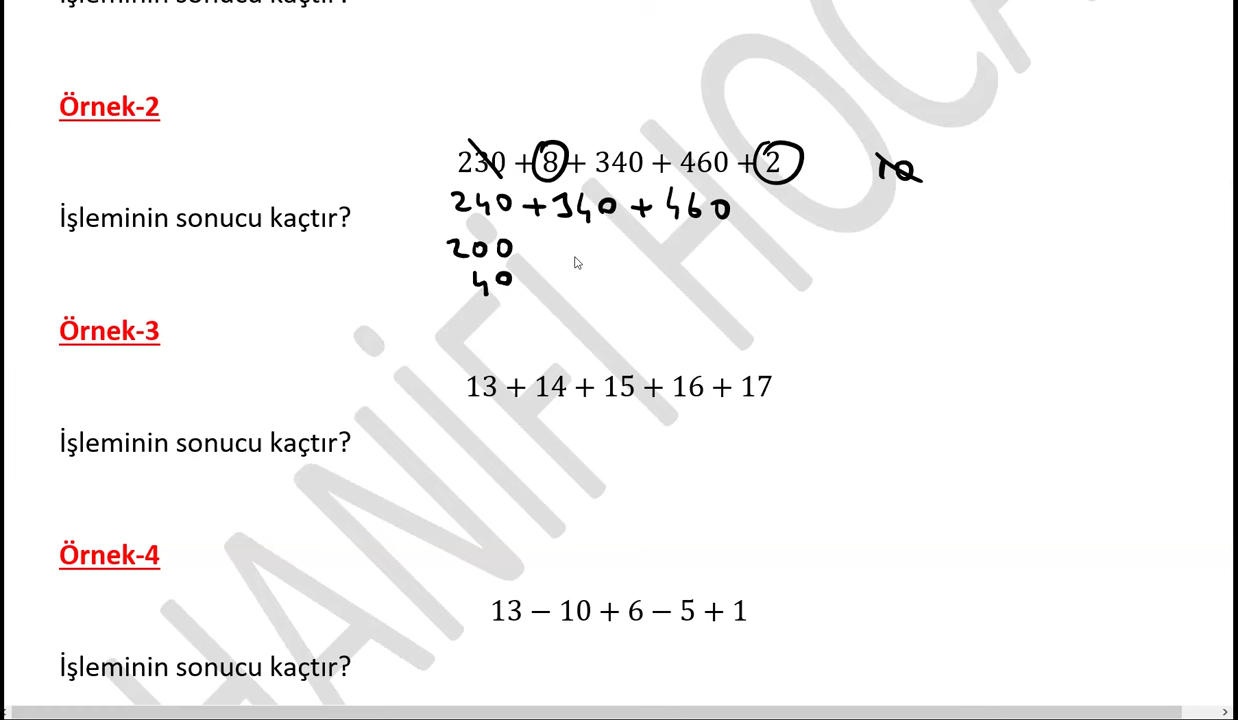 işleminin sonucu kaçtır?
Örnek-2
230 + 8 + 340 + 460 + 2
10
240 + 340 + 460
İşleminin sonucu kaçtır?
200
40
Örnek-3
13 + 14 + 15 + 16 + 17
İşleminin sonucu kaçtır?
Örnek-4
13 − 10 + 6 − 5 + 1
İşleminin sonucu kaçtır?
HANİFİ HOCA